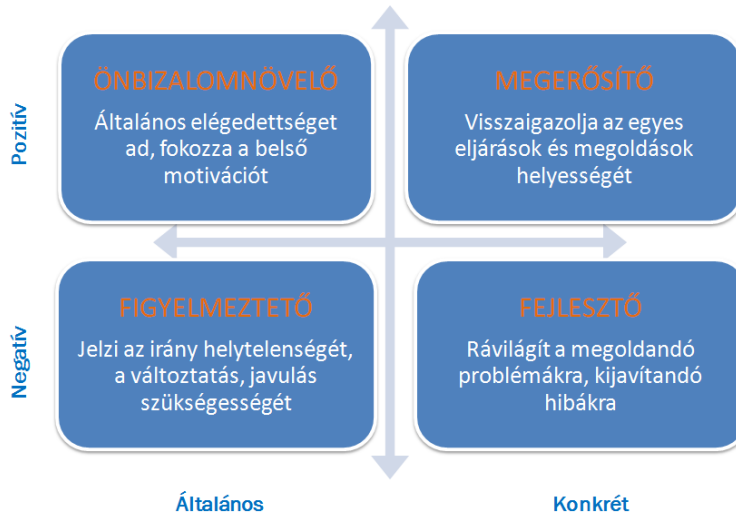 Pozitív
ÖNBIZALOMNÖVELŐ
Általános elégedettséget
ad, fokozza a belső
motivációt
MEGERŐSÍTŐ
Visszaigazolja az egyes
eljárások és megoldások
helyességét
Negatív
FIGYELMEZTETŐ
Jelzi az irány helytelenségét,
a változtatás, javulás
szükségességét
FEJLESZTŐ
Rávilágít a megoldandó
problémákra, kijavítandó
hibákra
Általános
Konkrét